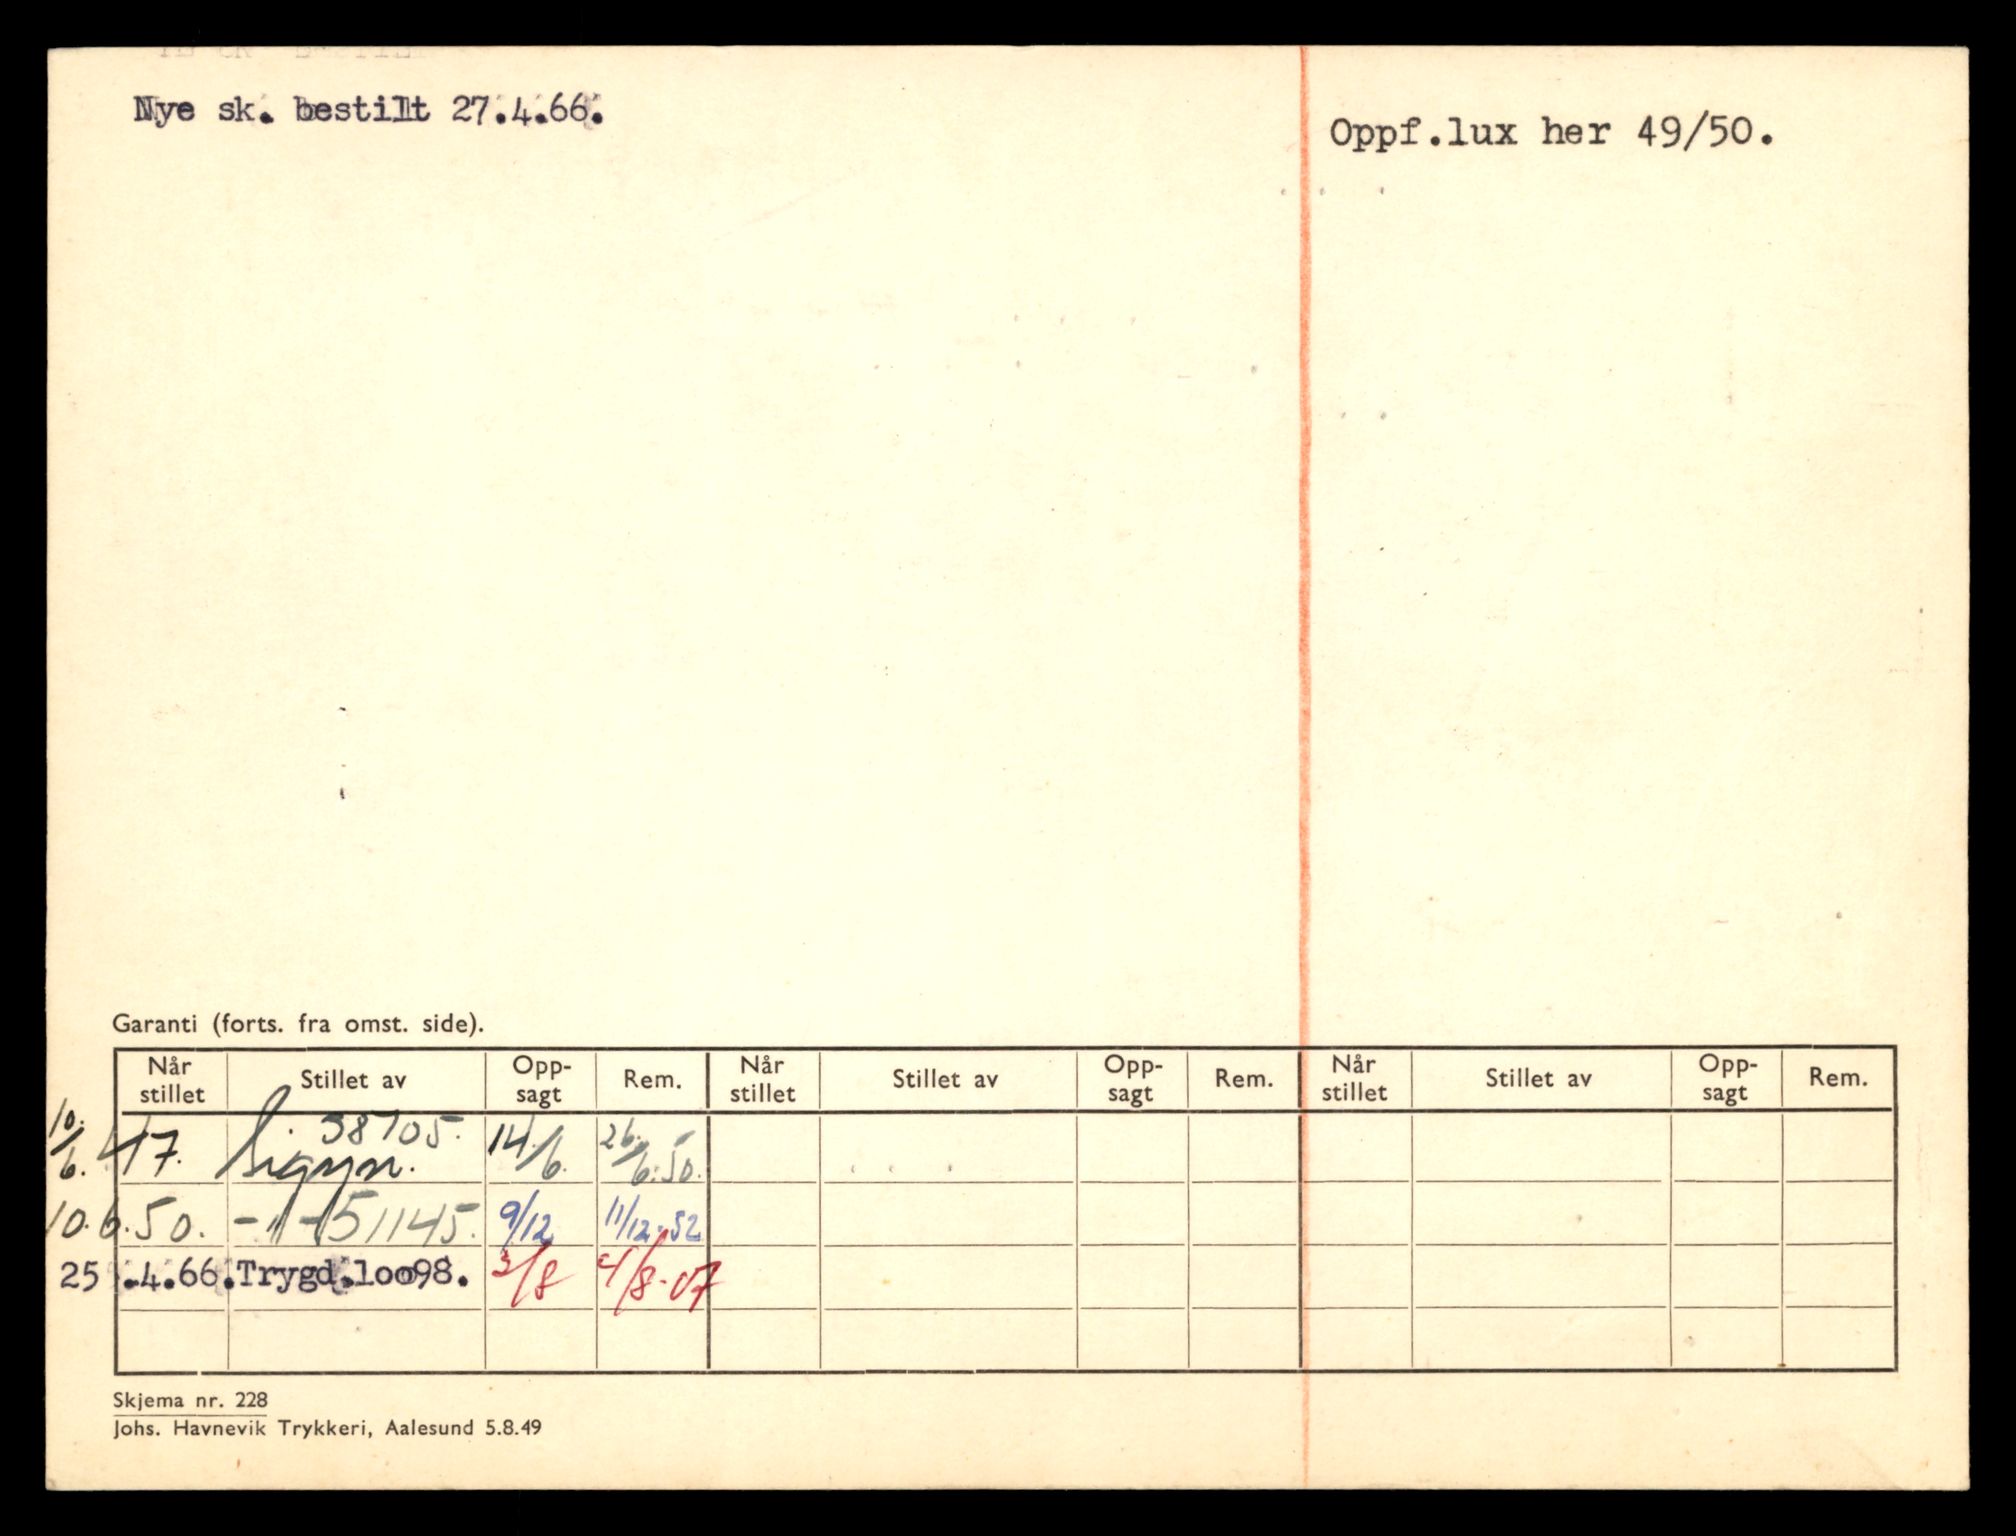 Nye sk. bestilt 27.4.66.
Oppf.lux her 49/50.
Garanti (forts. fra omst. side).
Når stillet Stillet av Opp-sagt Rem. Når stillet Stillet av Opp-sagt Rem. Når stillet Stillet av Opp-sagt Rem.
38705.
10/6. 47. Sigyn. 14/6. 26/6.50.
10.6.50. -"- 51145. 9/12 11/12.52
25.4.66. Trygd.loo98. 3/8 4/8-67
Skjema nr. 228
Johs. Havnevik Trykkeri, Aalesund 5.8.49